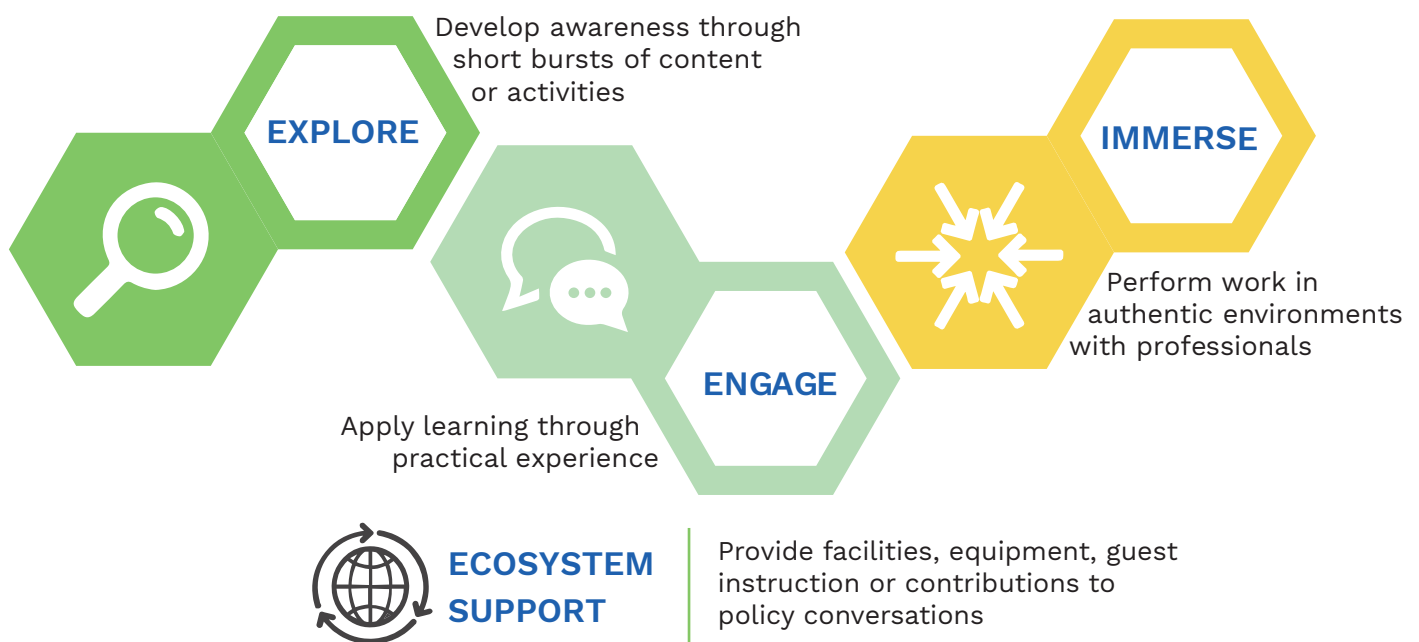 EXPLORE
Develop awareness through
short bursts of content
or activities
ENGAGE
Apply learning through
practical experience
IMMERSE
Perform work in
authentic environments
with professionals
ECOSYSTEM
SUPPORT
Provide facilities, equipment, guest
instruction or contributions to
policy conversations